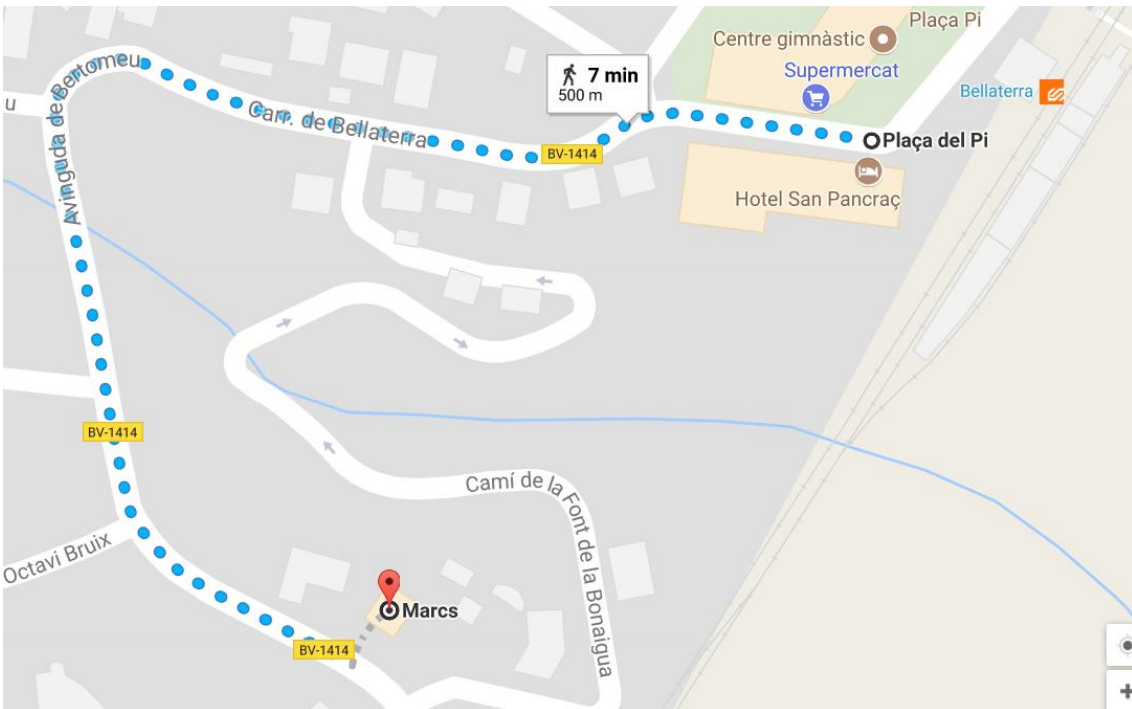 Plaça Pi
Centre gimnàstic
Supermercat
7 min
500 m
Bellaterra
u
Avinguda de Bertomeu
Carr. de Bellaterra
BV-1414
Plaça del Pi
Hotel San Pancraç
BV-1414
Camí de la Font de la Bonaigua
Octavi Bruix
Marcs
BV-1414
+